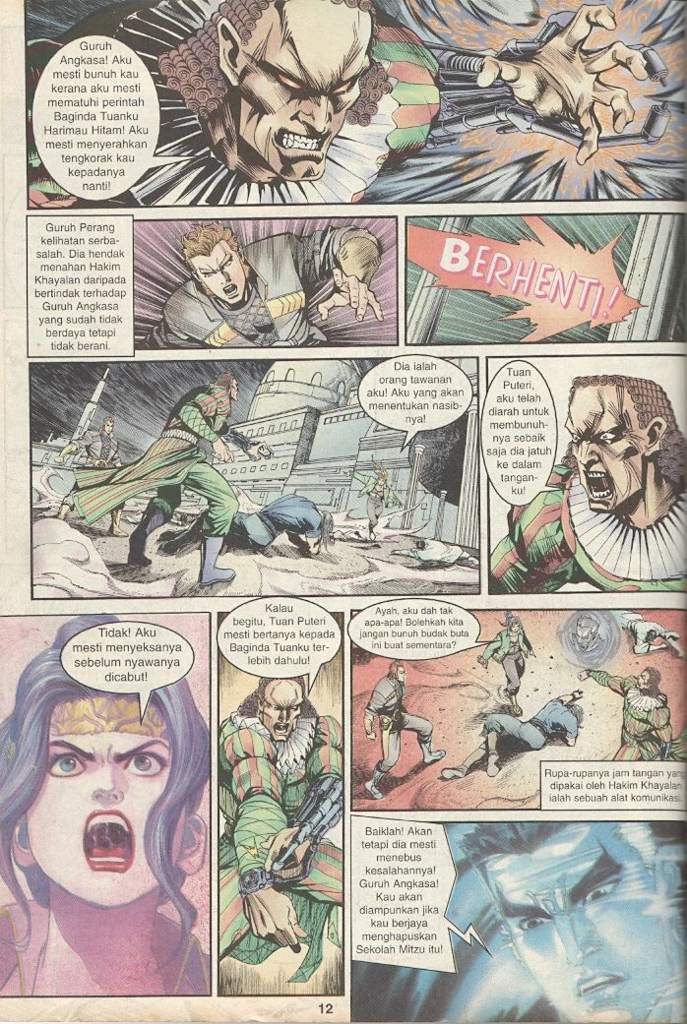 Guruh
Angkasa! Aku
mesti bunuh kau
kerana aku mesti
mematuhi perintah
Baginda Tuanku
Harimau Hitam! Aku
mesti menyerahkan
tengkorak kau
kepadanya
nanti!
Guruh Perang
kelihatan serba-
salah. Dia hendak
menahan Hakim
Khayalan daripada
bertindak terhadap
Guruh Angkasa
yang sudah tidak
berdaya tetapi
tidak berani.
BERHENTI!
Dia ialah
orang tawanan
aku! Aku yang akan
menentukan nasib-
nya!
Tuan
Puteri,
aku telah
diarah untuk
membunuh-
nya sebaik
saja dia jatuh
ke dalam
tangan-
ku!
Tidak! Aku
mesti menyeksanya
sebelum nyawanya
dicabut!
Kalau
begitu, Tuan Puteri
mesti bertanya kepada
Baginda Tuanku ter-
lebih dahulu!
Ayah, aku dah tak
apa-apa! Bolehkah kau
jangan bunuh budak buta
ini buat sementara?
Rupa-rupanya jam tangan yang
dipakai oleh Hakim Khayalan
ialah sebuah alat komunikasi.
Baiklah! Akan
tetapi dia mesti
menebus
kesalahannya!
Guruh Angkasa!
Kau akan
diampunkan jika
kau berjaya
menghapuskan
Sekolah Mitzu itu!
12